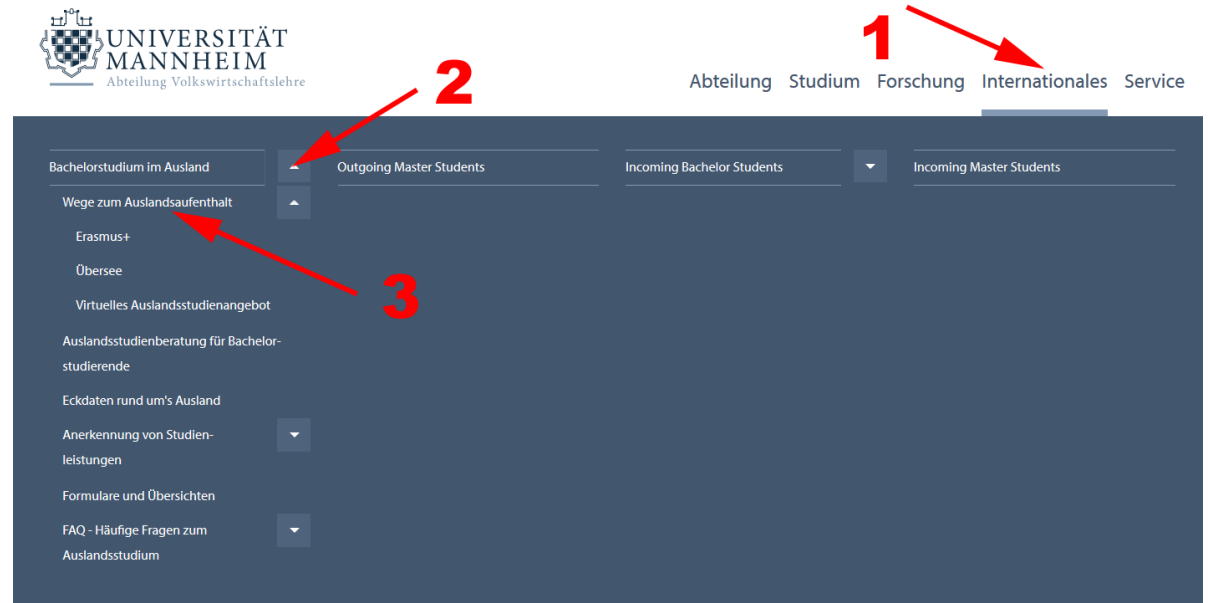 1
UNIVERSITÄT
MANNHEIM
Abteilung Volkswirtschaftslehre
2
Abteilung Studium Forschung Internationales Service
Bachelorstudium im Ausland
Outgoing Master Students
Incoming Bachelor Students
Incoming Master Students
Wege zum Auslandsaufenthalt
Erasmus+
Übersee
Virtuelles Auslandsstudienangebot
3
Auslandsstudienberatung für Bachelor-
studierende
Eckdaten rund um's Ausland
Anerkennung von Studien-
leistungen
Formulare und Übersichten
FAQ - Häufige Fragen zum
Auslandsstudium